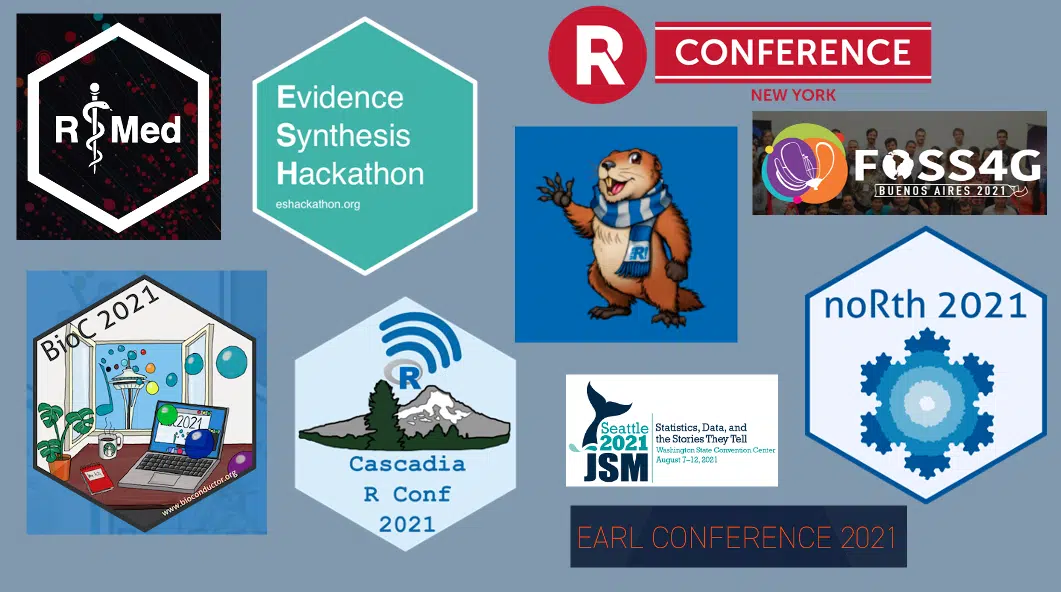 R Med
Evidence
Synthesis
Hackathon
eshackathon.org
R
CONFERENCE
NEW YORK
FOSS4G
BUENOS AIRES 2021
R
BioC 2021
2021
www.bioconductor.org
R
Cascadia
R Conf
2021
noRth 2021
Seattle
2021
JSM
Statistics, Data, and
the Stories They Tell
Washington State Convention Center
August 7–12, 2021
EARL CONFERENCE 2021